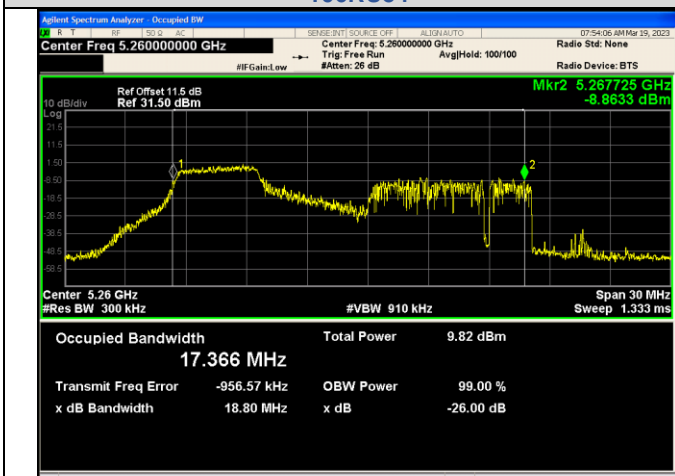 Agilent Spectrum Analyzer - Occupied BW
R T RF 50 Ω AC SENSE:INT SOURCE OFF ALIGN AUTO 07:54:06 AM Mar 19, 2023
Center Freq 5.260000000 GHz Center Freq: 5.260000000 GHz Radio Std: None
Trig: Free Run Avg|Hold: 100/100
#IFGain:Low #Atten: 26 dB Radio Device: BTS
Ref Offset 11.5 dB Mkr2 5.267725 GHz
10 dB/div Ref 31.50 dBm -8.8633 dBm
Log
21.5
11.5
1 2
1.50
-8.50
-18.5
-28.5
-38.5
-48.5
-58.5
Center 5.26 GHz Span 30 MHz
#Res BW 300 kHz #VBW 910 kHz Sweep 1.333 ms
Occupied Bandwidth Total Power 9.82 dBm
17.366 MHz
Transmit Freq Error -956.57 kHz OBW Power 99.00 %
x dB Bandwidth 18.80 MHz x dB -26.00 dB